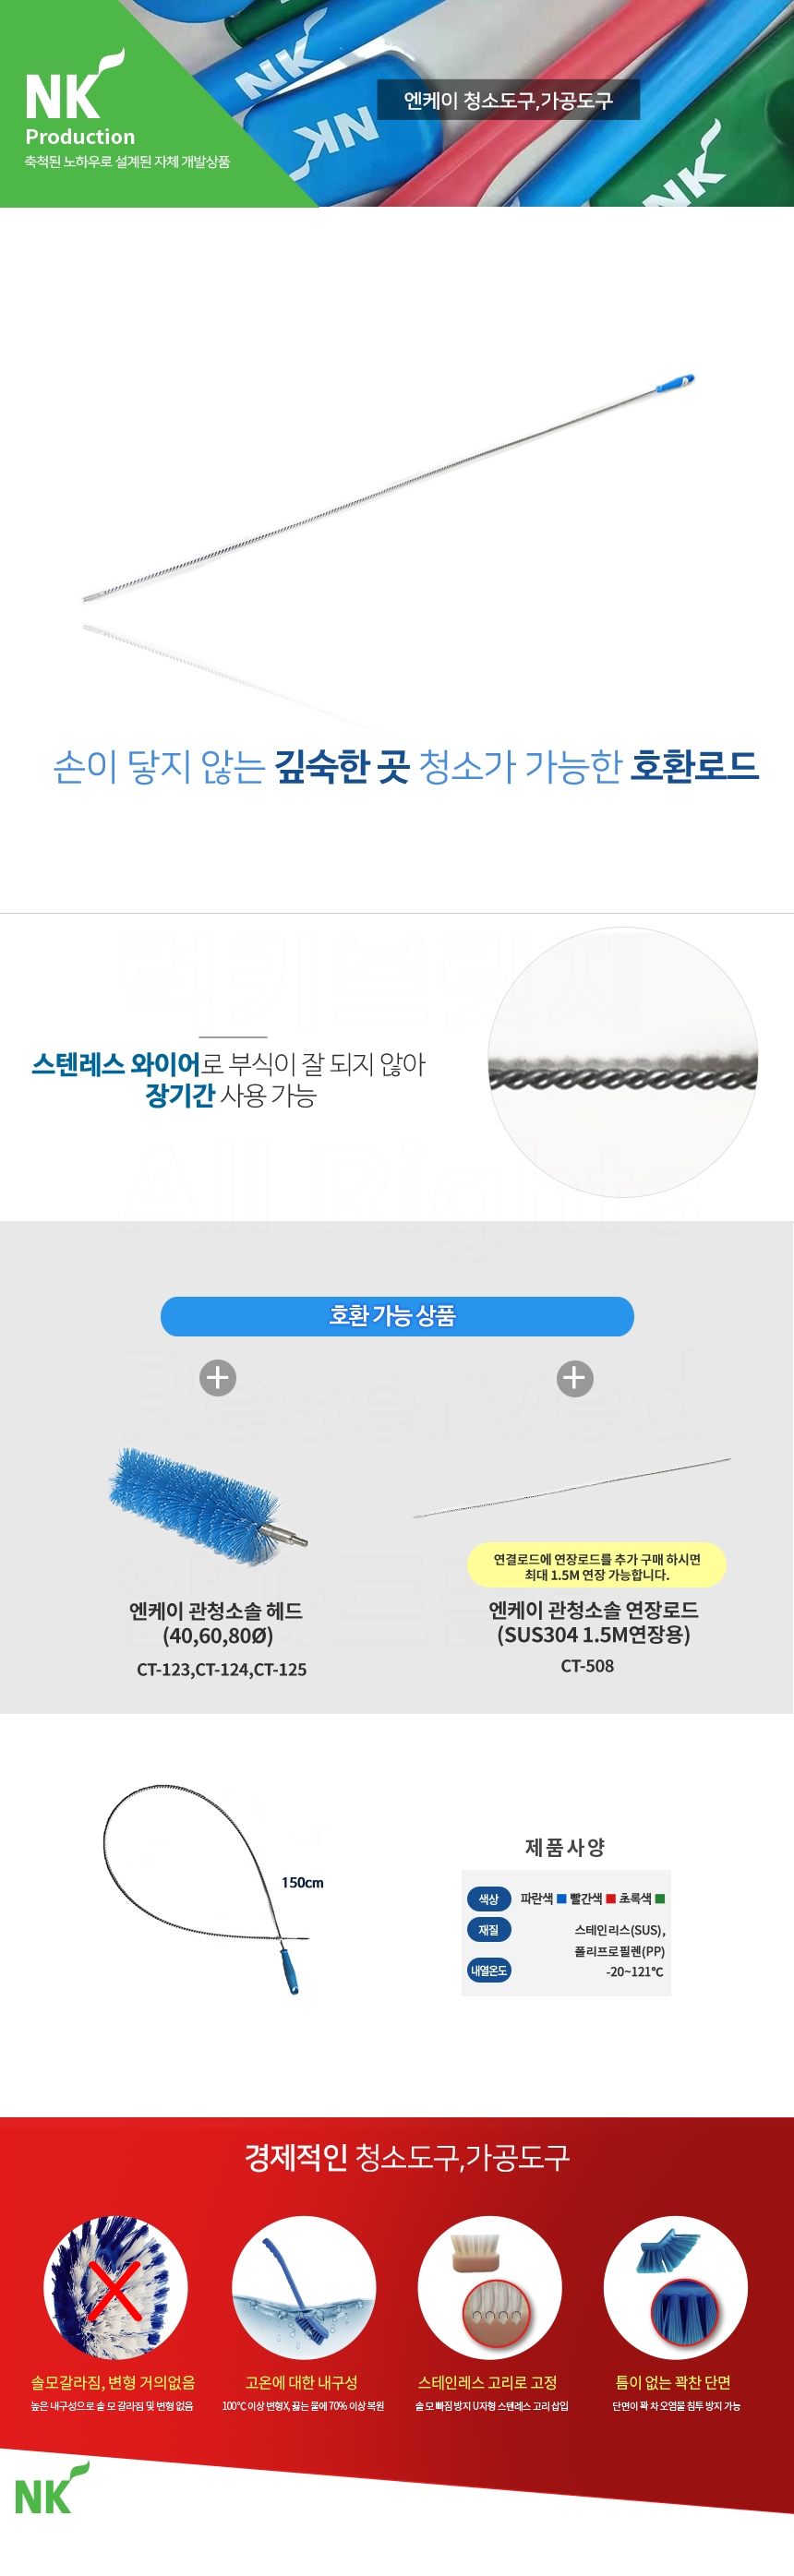 NK
Production
축척된 노하우로 설계된 자체 개발상품
엔케이 청소도구,가공도구
NK
NK
NK
손이 닿지 않는 깊숙한 곳 청소가 가능한 호환로드
럭키브릿지
스텐레스 와이어로 부식이 잘 되지 않아
장기간 사용 가능
All Rights
호환 가능 상품
Reserved
연결로드에 연장로드를 추가 구매 하시면
최대 1.5M 연장 가능합니다.
엔케이 관청소솔 헤드
(40,60,80Ø)
CT-123,CT-124,CT-125
엔케이 관청소솔 연장로드
(SUS304 1.5M연장용)
CT-508
150cm
제품사양
색상 파란색 빨간색 초록색
재질 스테인리스(SUS),
폴리프로필렌(PP)
내열온도 -20~121℃
경제적인 청소도구,가공도구
솔모갈라짐, 변형 거의없음
높은 내구성으로 솔 모 갈라짐 및 변형 없음
고온에 대한 내구성
100℃ 이상 변형X, 끓는 물에 70% 이상 복원
스테인레스 고리로 고정
솔 모 빠짐 방지 U자형 스텐레스 고리 삽입
틈이 없는 꽉찬 단면
단면이 꽉 차 오염물 침투 방지 가능
NK